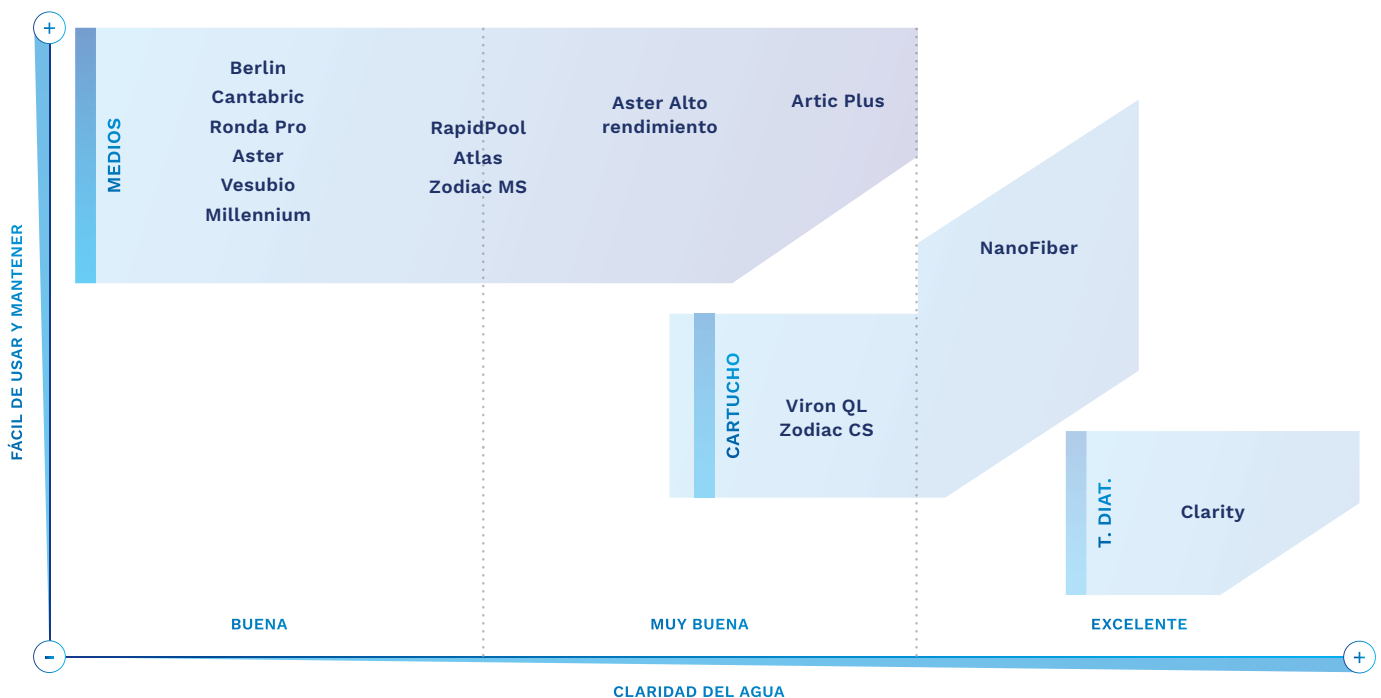 +
FÁCIL DE USAR Y MANTENER
MEDIOS
Berlin
Cantabric
Ronda Pro
Aster
Vesubio
Millennium
RapidPool
Atlas
Zodiac MS
Aster Alto
rendimiento
Artic Plus
NanoFiber
CARTUCHO
Viron QL
Zodiac CS
T. DIAT.
Clarity
BUENA
MUY BUENA
EXCELENTE
-
+
CLARIDAD DEL AGUA